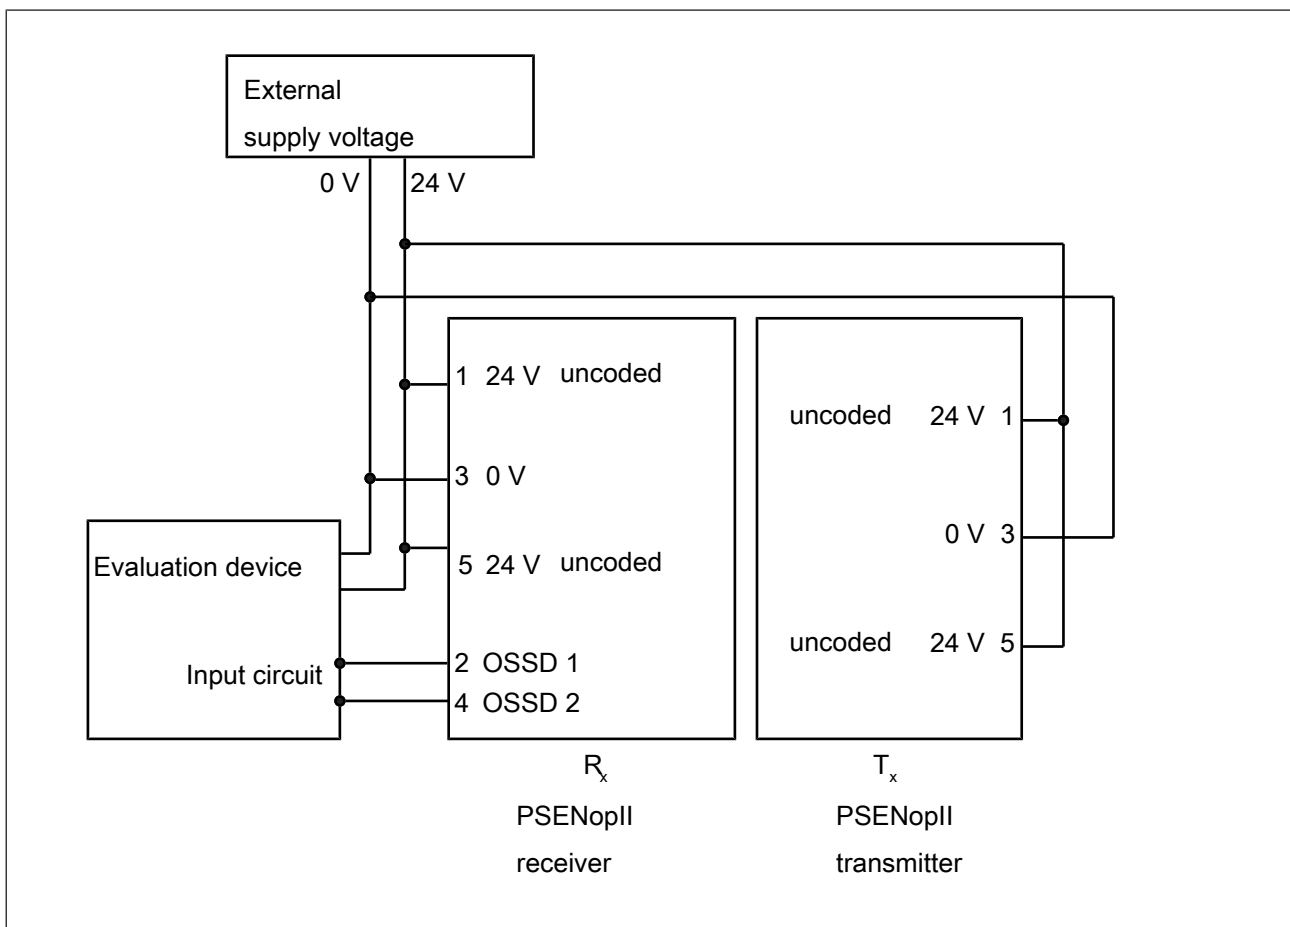 External
supply voltage
0 V
24 V
1 24 V uncoded
3 0 V
5 24 V uncoded
2 OSSD 1
4 OSSD 2
uncoded 24 V 1
0 V 3
uncoded 24 V 5
Evaluation device
Input circuit
Rx
PSENopII
receiver
Tx
PSENopII
transmitter